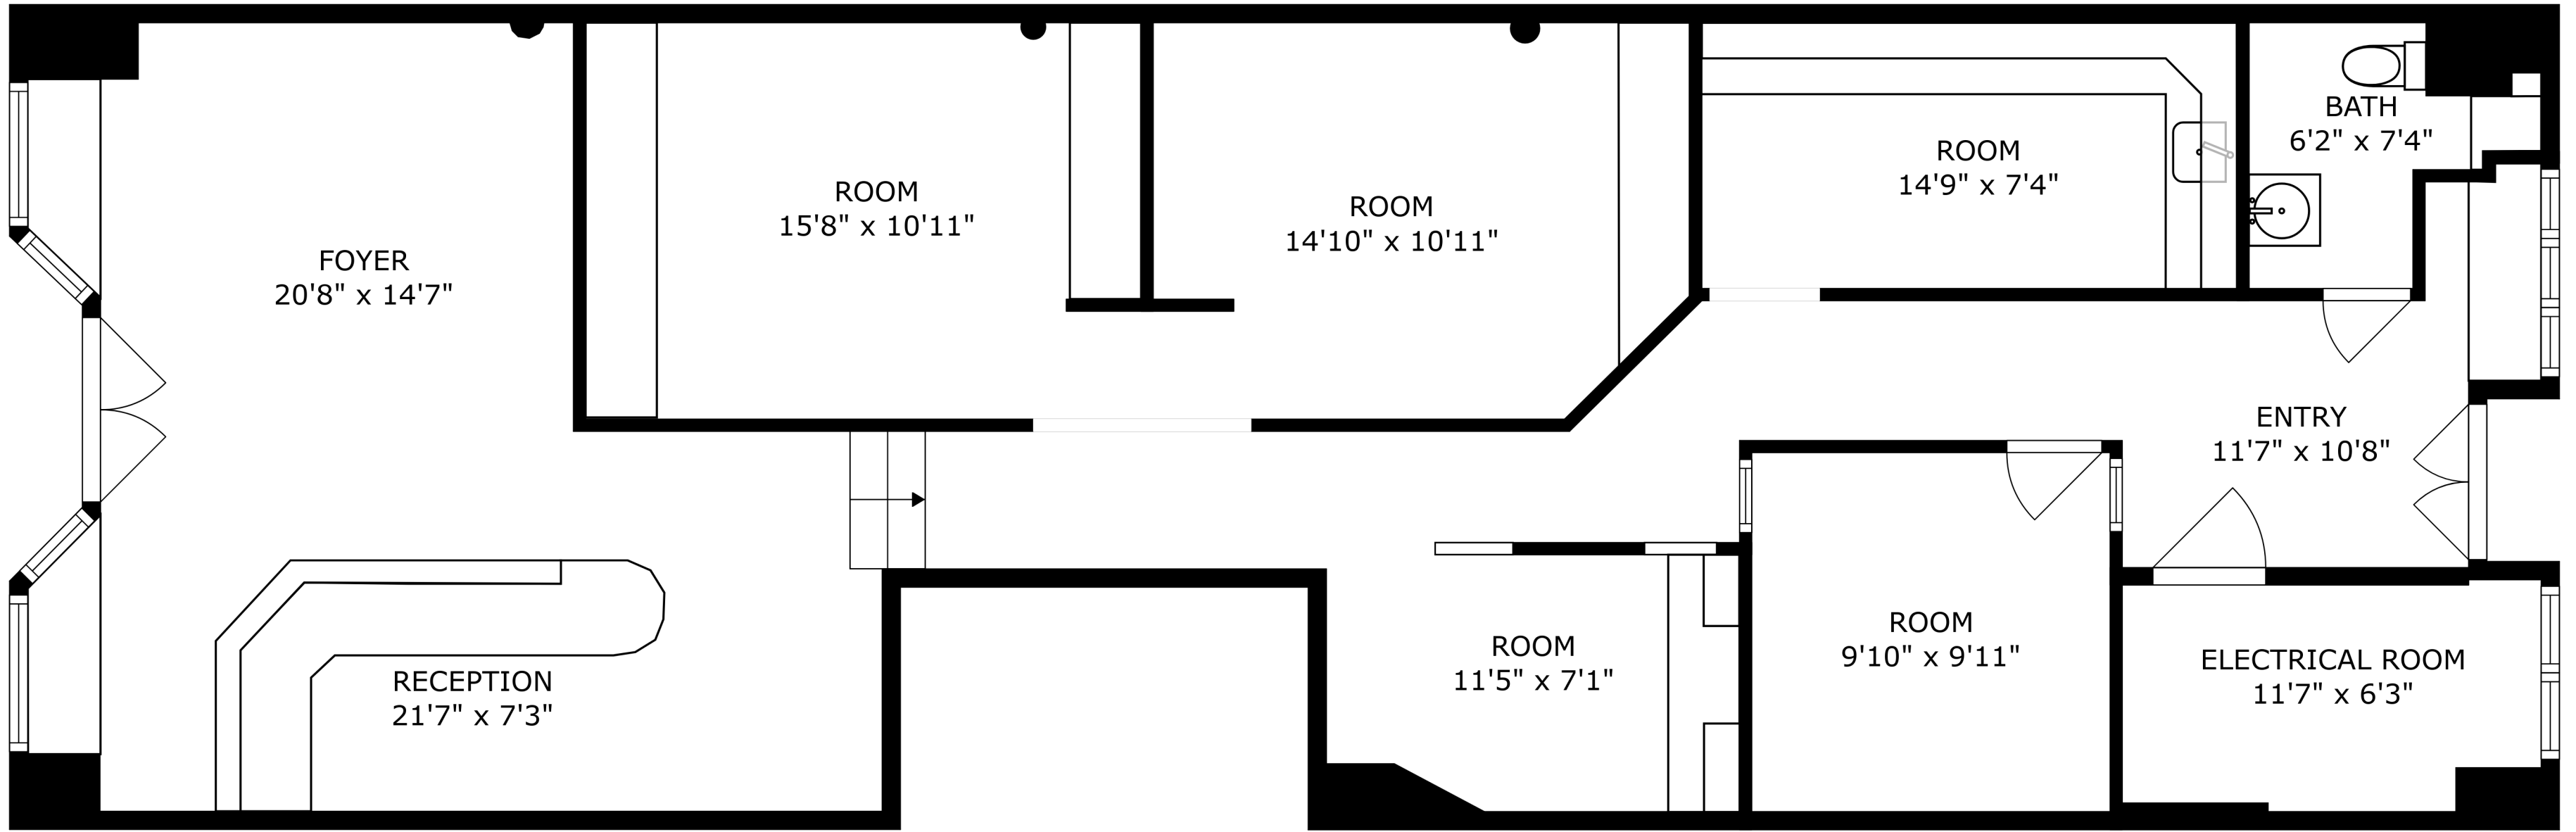 FOYER
20'8" x 14'7"
ROOM
15'8" x 10'11"
ROOM
14'10" x 10'11"
ROOM
14'9" x 7'4"
BATH
6'2" x 7'4"
ENTRY
11'7" x 10'8"
RECEPTION
21'7" x 7'3"
ROOM
11'5" x 7'1"
ROOM
9'10" x 9'11"
ELECTRICAL ROOM
11'7" x 6'3"